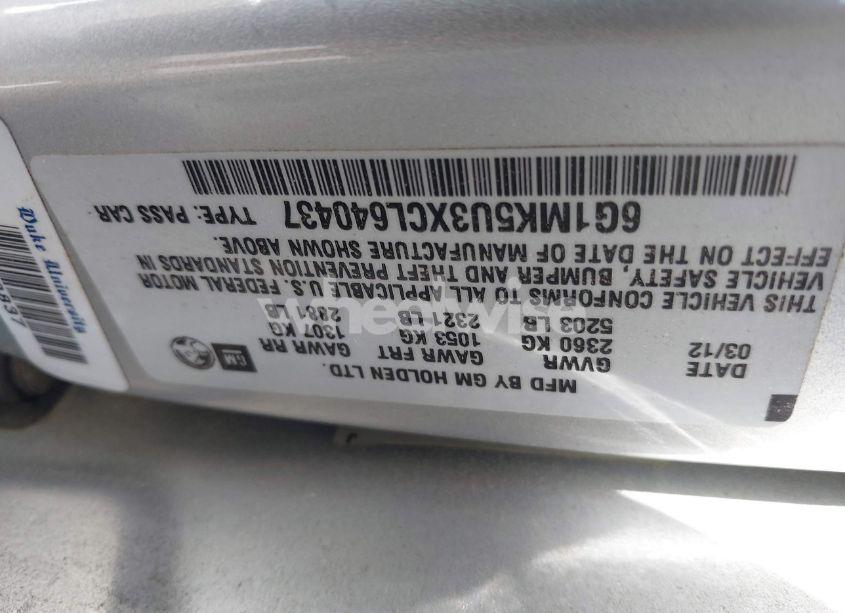 MFD BY GM HOLDEN LTD.
GM
DATE
03/12
GVWR
2360 KG
5203 LB
GAWR FRT
1053 KG
2321 LB
GAWR RR
1307 KG
2881 LB
THIS VEHICLE CONFORMS TO ALL APPLICABLE U.S. FEDERAL MOTOR
VEHICLE SAFETY, BUMPER AND THEFT PREVENTION STANDARDS IN
EFFECT ON THE DATE OF MANUFACTURE SHOWN ABOVE.
6G1MK5U3XCL640437 TYPE: PASS CAR
Duke University
wheelwise